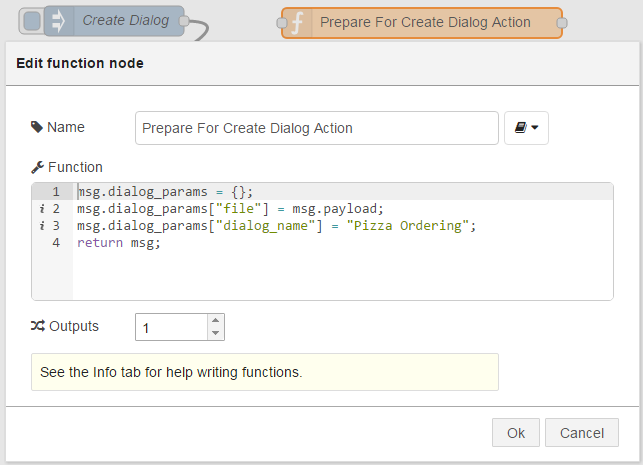 Create Dialog
Prepare For Create Dialog Action
Edit function node
Name
Prepare For Create Dialog Action
Function
1 msg.dialog_params = {};
i 2 msg.dialog_params["file"] = msg.payload;
i 3 msg.dialog_params["dialog_name"] = "Pizza Ordering";
4 return msg;
Outputs
1
See the Info tab for help writing functions.
Ok Cancel